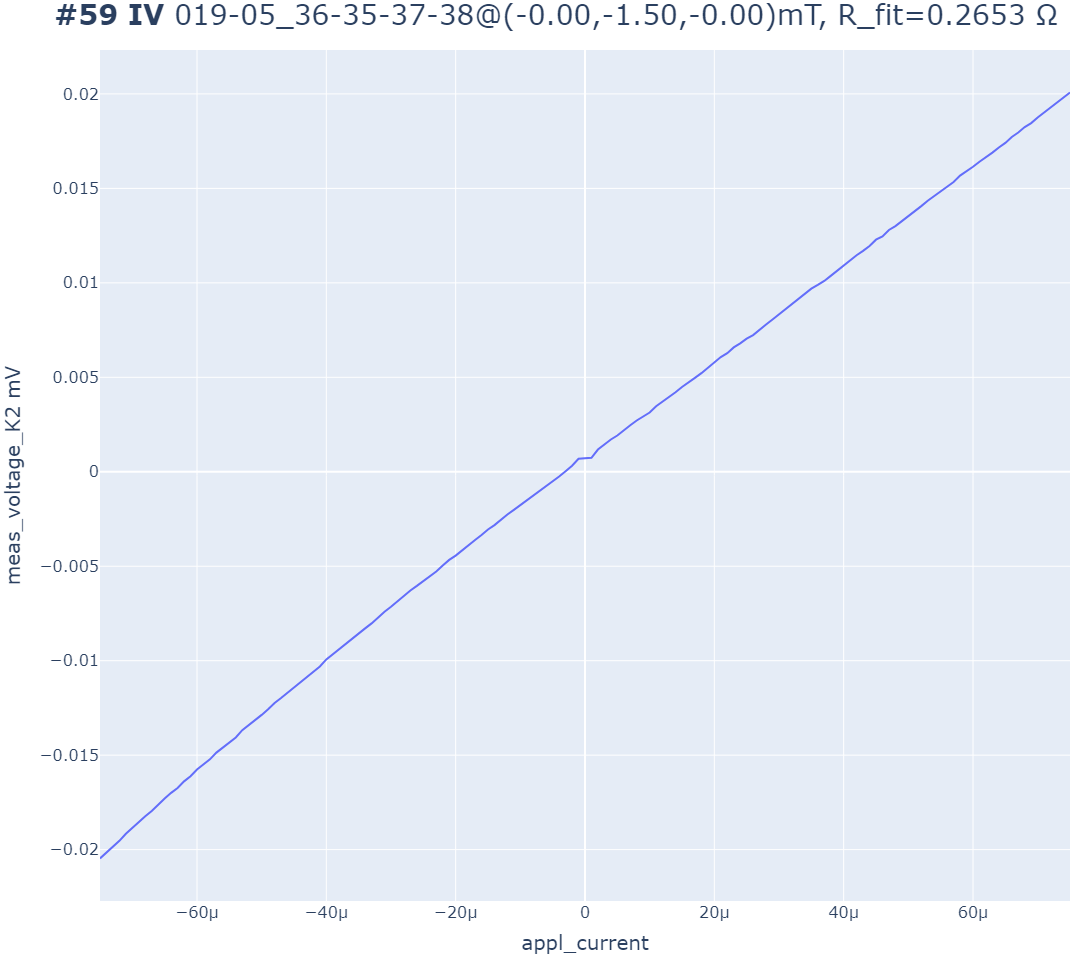 #59 IV 019-05_36-35-37-38@(-0.00,-1.50,-0.00)mT, R_fit=0.2653 Ω
0.02
0.015
0.01
0.005
0
−0.005
−0.01
−0.015
−0.02
meas_voltage_K2 mV
−60μ −40μ −20μ 0 20μ 40μ 60μ
appl_current